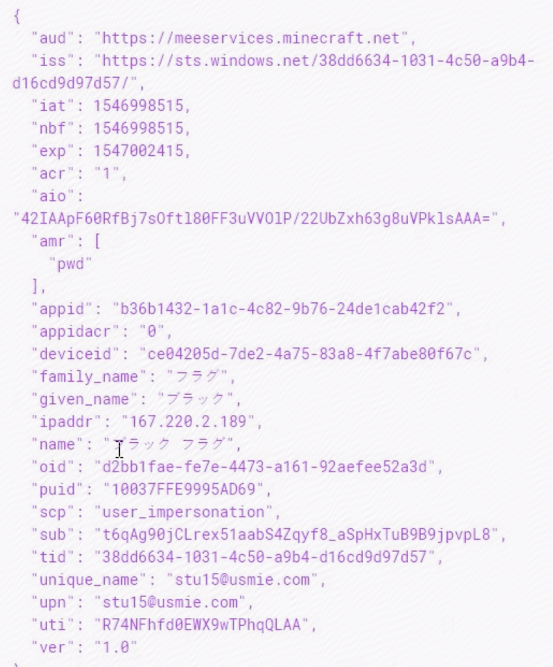 {
"aud": "https://meeservices.minecraft.net",
"iss": "https://sts.windows.net/38dd6634-1031-4c50-a9b4-
d16cd9d97d57/",
"iat": 1546998515,
"nbf": 1546998515,
"exp": 1547002415,
"acr": "1",
"aio":
"42IAApF60RfBj7sOftl80FF3uVVOlP/22UbZxh63g8uVPklsAAA=",
"amr": [
"pwd"
],
"appid": "b36b1432-1a1c-4c82-9b76-24de1cab42f2",
"appidacr": "0",
"deviceid": "ce04205d-7de2-4a75-83a8-4f7abe80f67c",
"family_name": "フラグ",
"given_name": "ブラック",
"ipaddr": "167.220.2.189",
"name": "ブラック フラグ",
"oid": "d2bb1fae-fe7e-4473-a161-92aefee52a3d",
"puid": "10037FFE9995AD69",
"scp": "user_impersonation",
"sub": "t6qAg90jCLrex51aabS4Zqyf8_aSpHxTuB9B9jpvpL8",
"tid": "38dd6634-1031-4c50-a9b4-d16cd9d97d57",
"unique_name": "stu15@usmie.com",
"upn": "stu15@usmie.com",
"uti": "R74NFhfd0EWX9wTPhqQLAA",
"ver": "1.0"
}